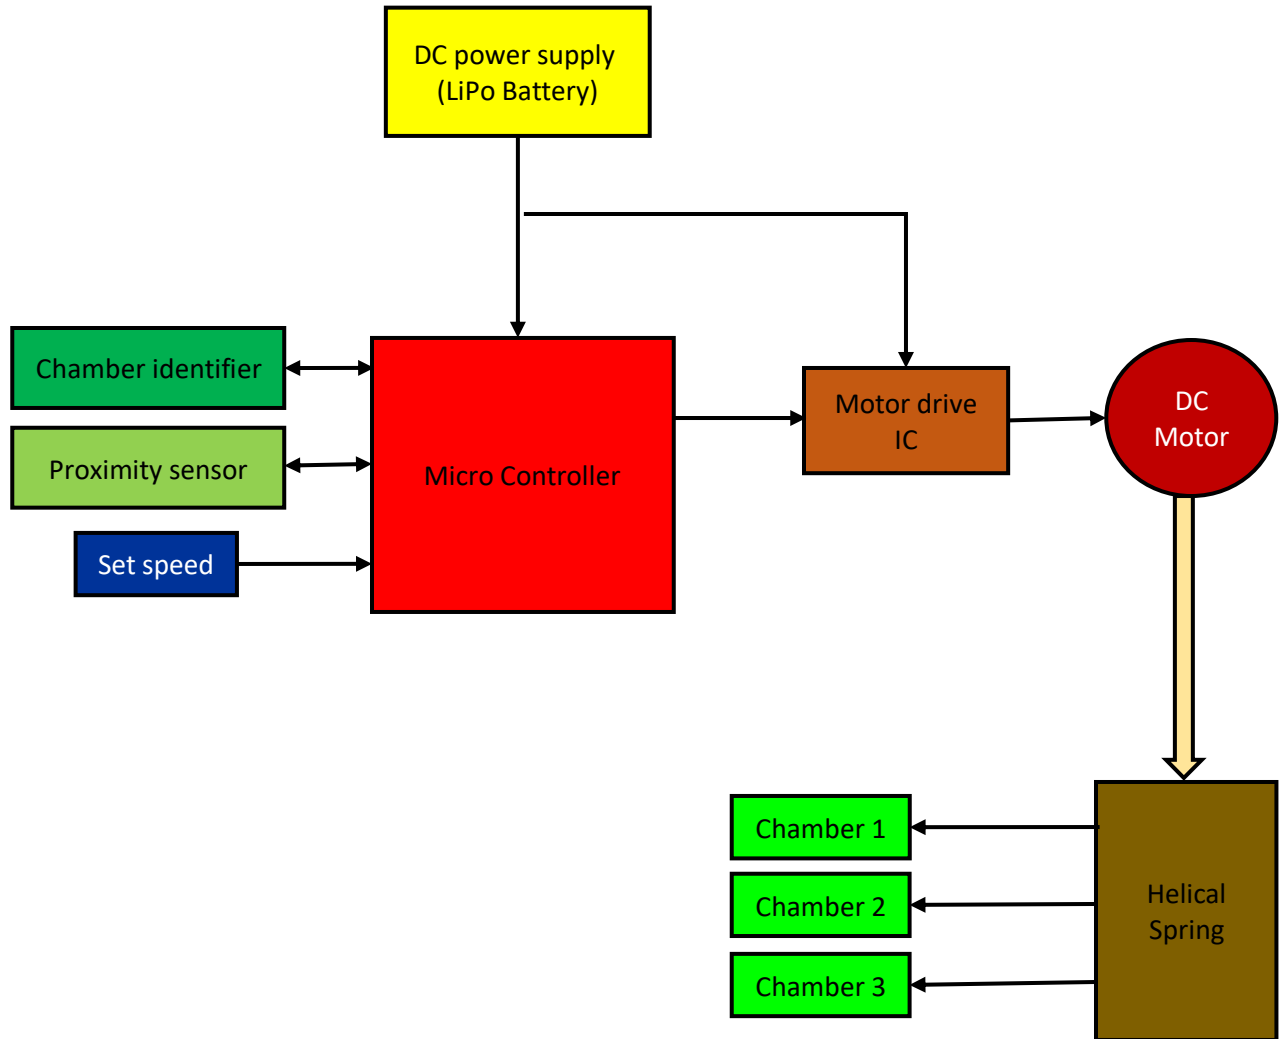 DC power supply
(LiPo Battery)
Chamber identifier
Proximity sensor
Set speed
Micro Controller
Motor drive
IC
DC
Motor
Chamber 1
Chamber 2
Chamber 3
Helical
Spring